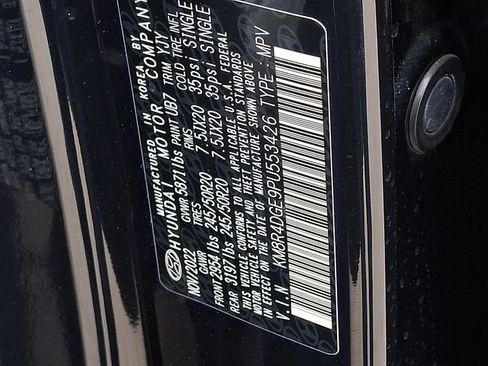 MANUFACTURED IN KOREA BY
HYUNDAI MOTOR COMPANY
NOV/2022 GVWR 5871 lbs PAINT UB7 TRIM YJY
GAWR TIRES RIMS COLD TIRE INFL
FRONT 2954 lbs 245/50R20 7.5JX20 35psi SINGLE
REAR 3197 lbs 245/50R20 7.5JX20 35psi SINGLE
THIS VEHICLE CONFORMS TO ALL APPLICABLE U.S.A FEDERAL
MOTOR VEHICLE SAFETY AND THEFT PREVENTION STANDARDS
IN EFFECT ON THE DATE OF MANUFACTURE SHOWN ABOVE
V.I.N KM8R4DGE9PU553426 TYPE : MPV